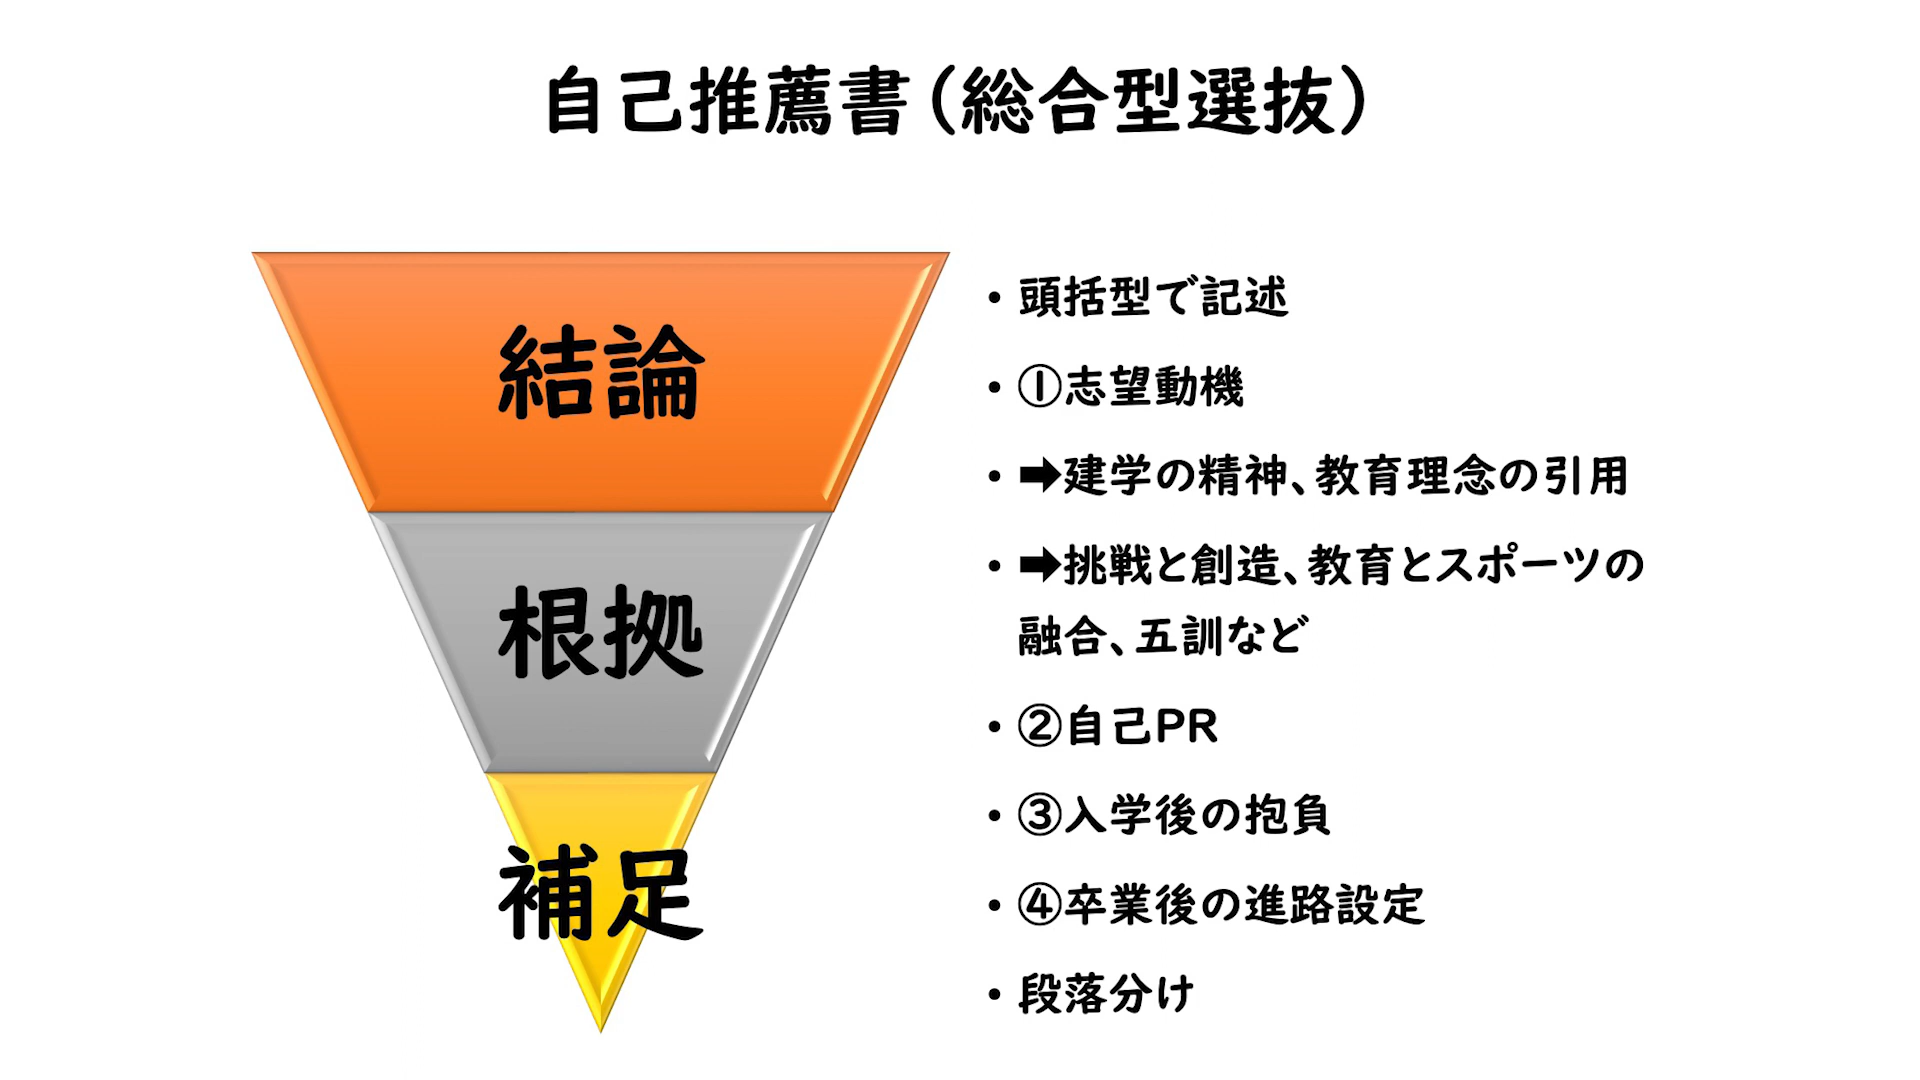 自己推薦書（総合型選抜）
結論
根拠
補足
• 頭括型で記述
• ①志望動機
• ➡建学の精神、教育理念の引用
• ➡挑戦と創造、教育とスポーツの
融合、五訓など
• ②自己PR
• ③入学後の抱負
• ④卒業後の進路設定
• 段落分け